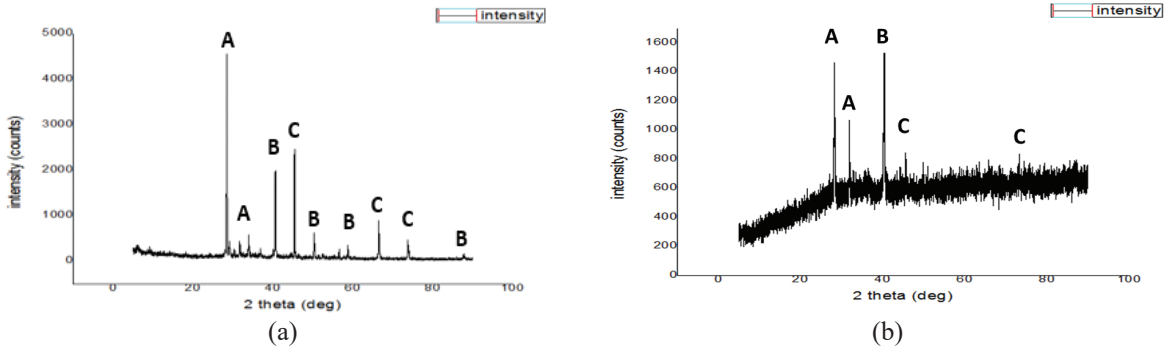 intensity
5000
4000
3000
2000
1000
0
intensity (counts)
A
A
B
C
B
B
C
C
B
0 20 40 60 80 100
2 theta (deg)
(a)
intensity
1600
1400
1200
1000
800
600
400
200
0
intensity (counts)
A
A
B
C
C
0 20 40 60 80 100
2 theta (deg)
(b)